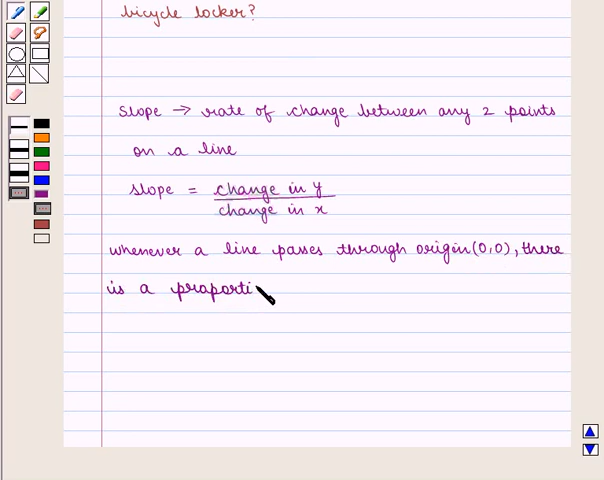 bicycle locker?
slope → rate of change between any 2 points
on a line
slope = change in y
change in x
whenever a line passes through origin(0,0), there
is a proporti